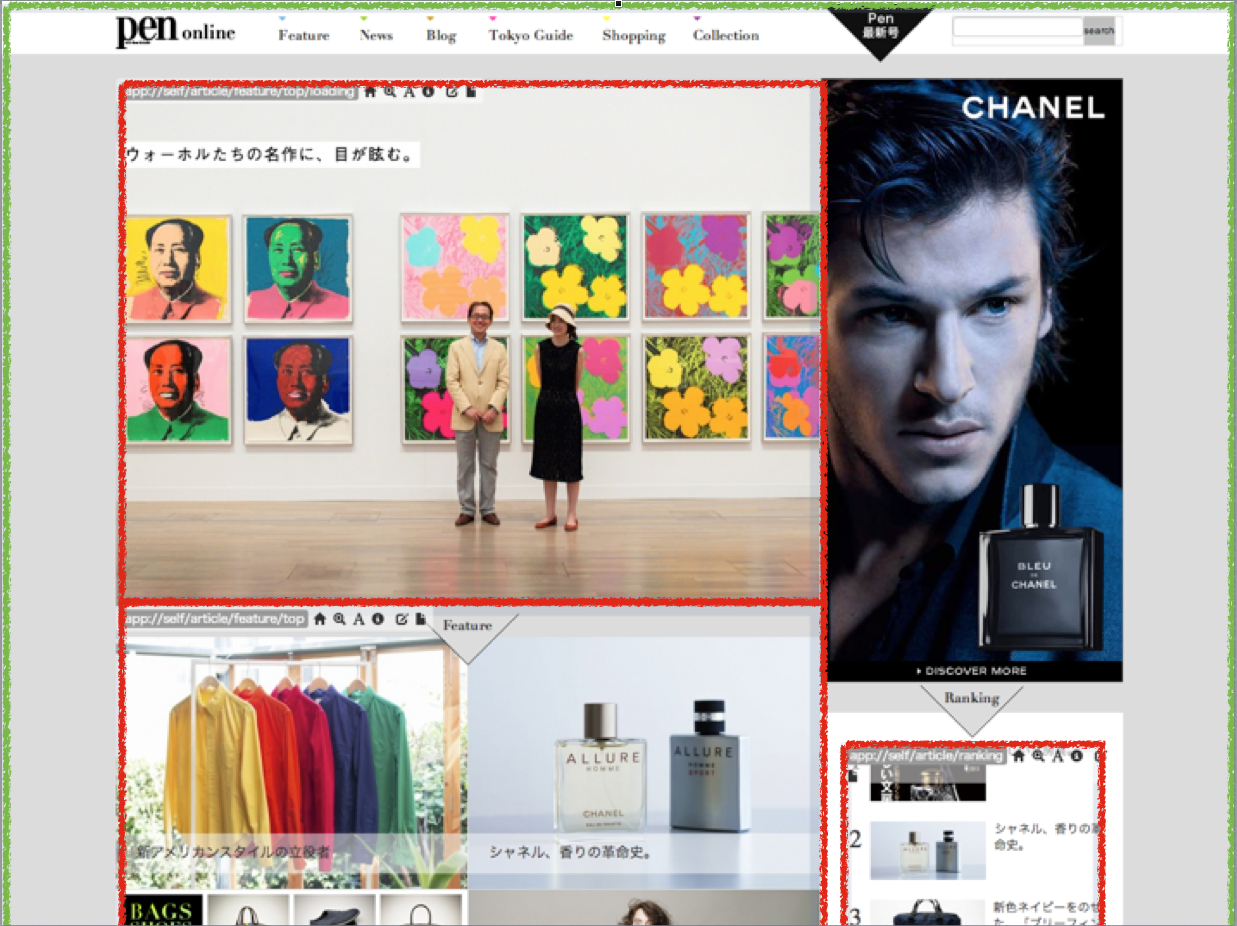 pen online
Feature
News
Blog
Tokyo Guide
Shopping
Collection
Pen
最新号
search
app://self/article/feature/top/loading
ウォーホルたちの名作に、目が眩む。
CHANEL
BLEU
DE
CHANEL
DISCOVER MORE
app://self/article/feature/top
Feature
ALLURE
HOMME
CHANEL
ALLURE
HOMME
SPORT
新アメリカンスタイルの立役者
シャネル、香りの革命史。
BAGS
Ranking
app://self/article/ranking
い文
2
シャネル、香りの革
命史。
3
新色ネイビーをのせ
た、「ブリーフィン